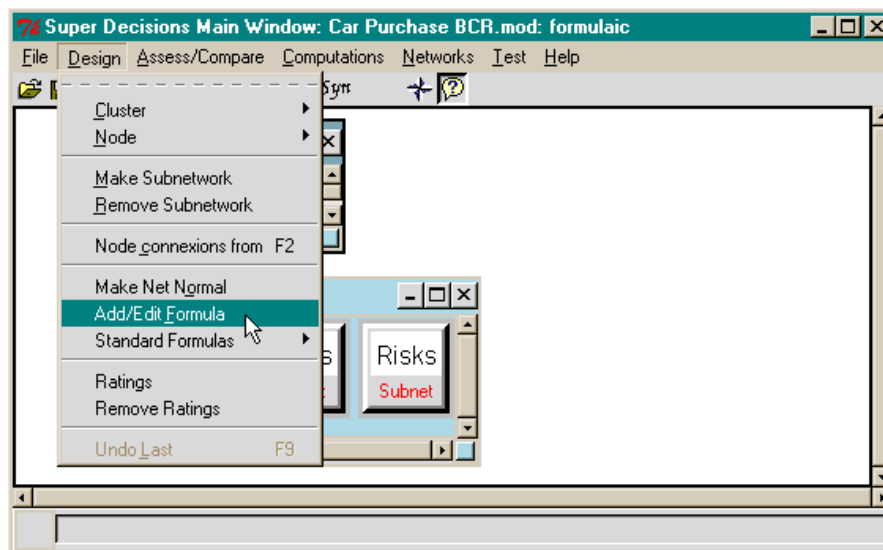 Super Decisions Main Window: Car Purchase BCR.mod: formulaic
File Design Assess/Compare Computations Networks Test Help
Syn
Cluster
Node
Make Subnetwork
Remove Subnetwork
Node connexions from F2
Make Net Normal
Add/Edit Formula
Standard Formulas
Ratings
Remove Ratings
Undo Last F9
Risks
Subnet